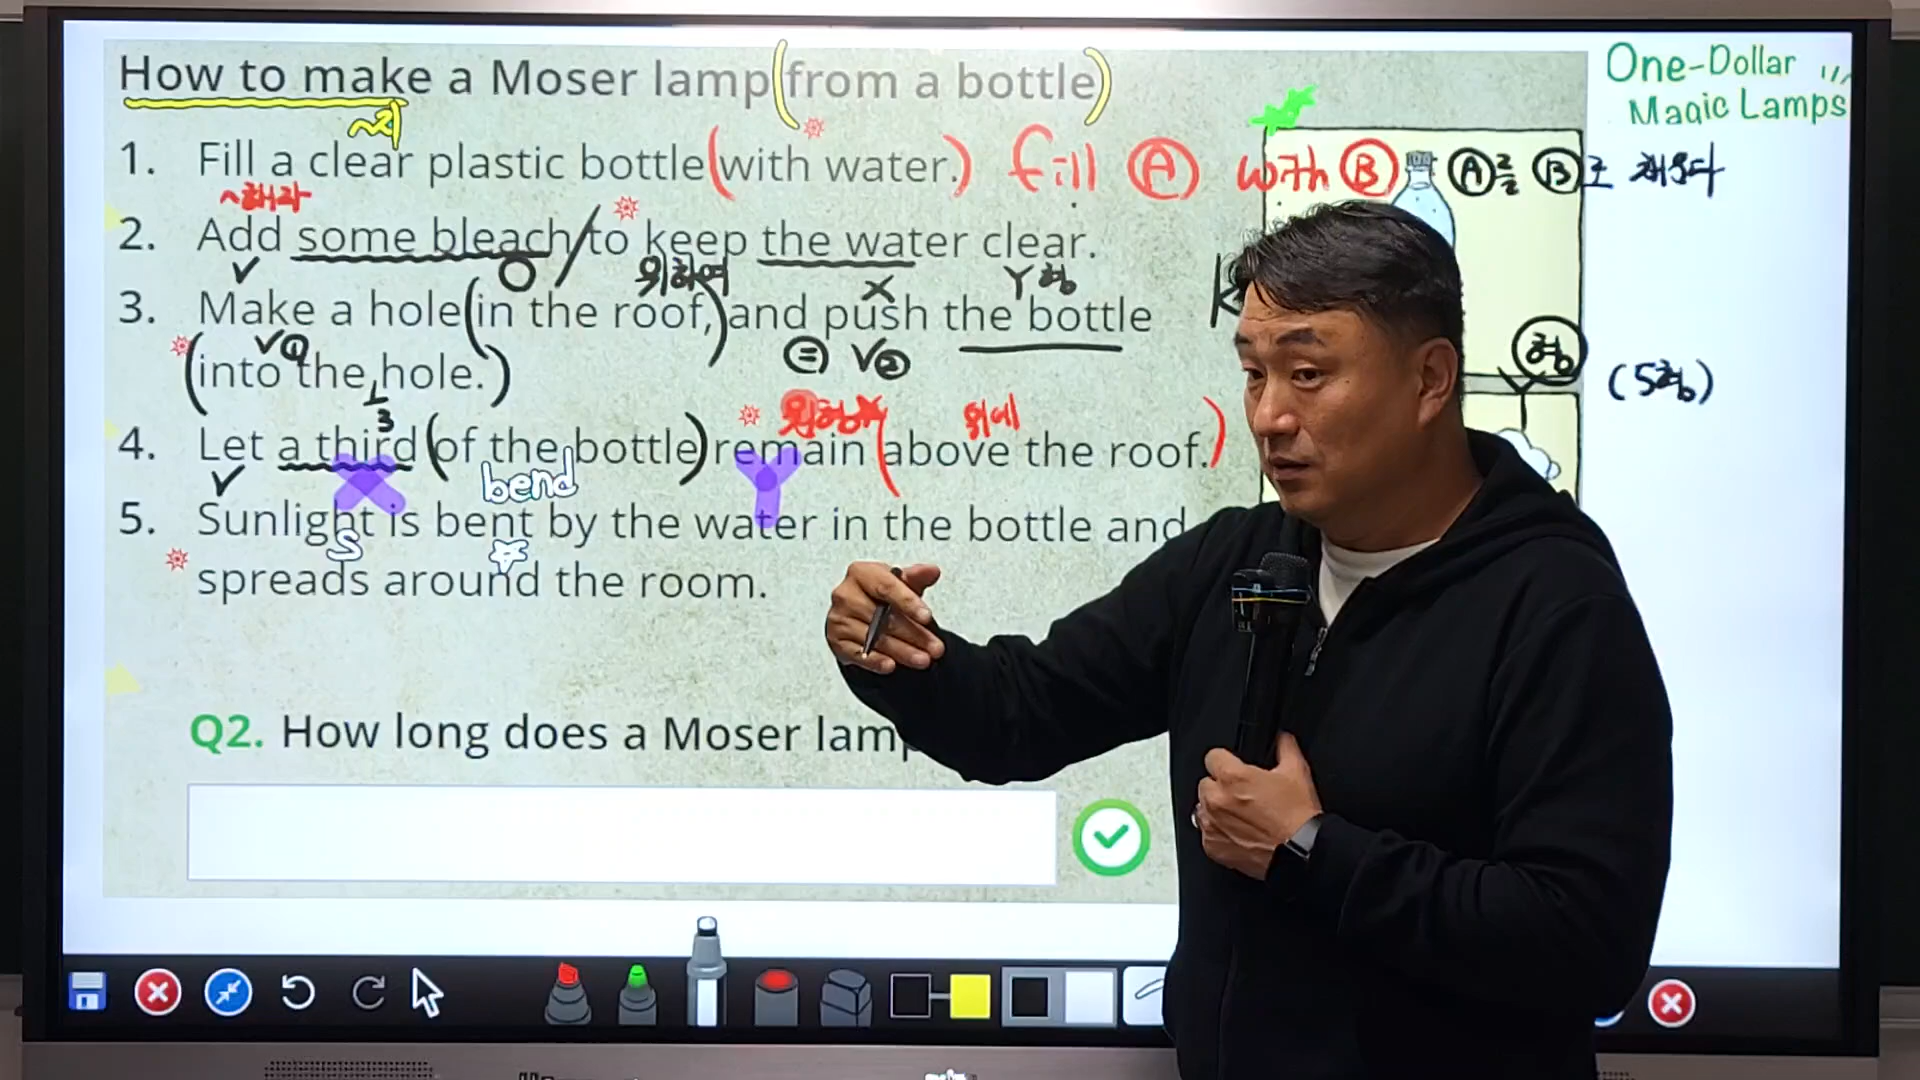 One-Dollar
Magic Lamps
How to make a Moser lamp (from a bottle)
1. Fill a clear plastic bottle (with water.) fill Ⓐ with Ⓑ Ⓐ를 Ⓑ로 채우다
~해라
2. Add some bleach / to keep the water clear.
위하여
3. Make a hole (in the roof,) and push the bottle
(into the hole.)
형
(5형)
1/3
위에
4. Let a third (of the bottle) remain (above the roof.)
bend
5. Sunlight is bent by the water in the bottle and
S
spreads around the room.
Q2. How long does a Moser lamp